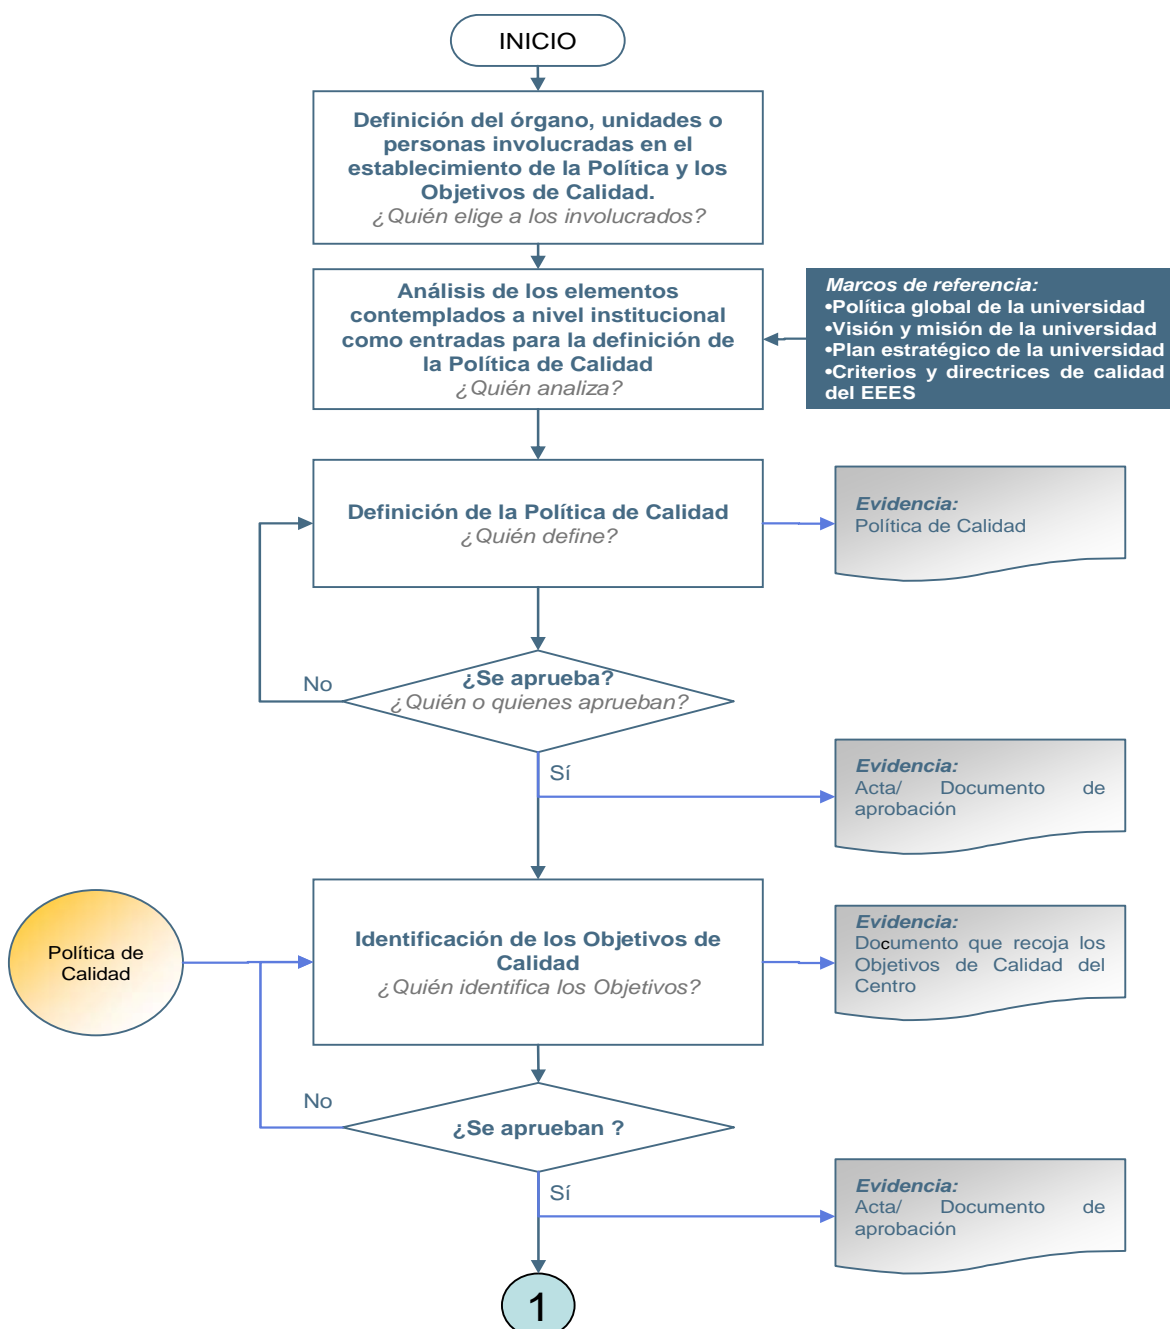 INICIO
Definición del órgano, unidades o
personas involucradas en el
establecimiento de la Política y los
Objetivos de Calidad.
¿Quién elige a los involucrados?
Análisis de los elementos
contemplados a nivel institucional
como entradas para la definición de
la Política de Calidad
¿Quién analiza?
Marcos de referencia:
•Política global de la universidad
•Visión y misión de la universidad
•Plan estratégico de la universidad
•Criterios y directrices de calidad
del EEES
Definición de la Política de Calidad
¿Quién define?
Evidencia:
Política de Calidad
¿Se aprueba?
¿Quién o quienes aprueban?
No
Sí
Evidencia:
Acta/ Documento de
aprobación
Política de
Calidad
Identificación de los Objetivos de
Calidad
¿Quién identifica los Objetivos?
Evidencia:
Documento que recoja los
Objetivos de Calidad del
Centro
No
¿Se aprueban ?
Sí
Evidencia:
Acta/ Documento de
aprobación
1